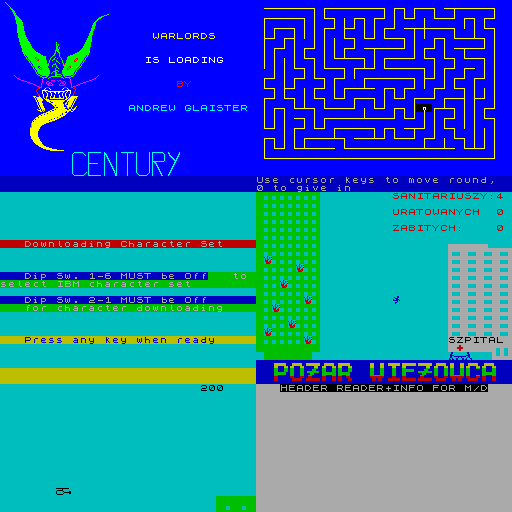 WARLORDS
IS LOADING
BY
ANDREW GLAISTER
CENTURY
Use cursor keys to move round,
0 to give in
SANITARIUSZY:4
URATOWANYCH 0
ZABITYCH: 0
SZPITAL
POZAR WIEZOWCA
Downloading Character Set
Dip Sw. 1-6 MUST be Off to
select IBM character set
Dip Sw. 2-1 MUST be Off
for character downloading
Press any key when ready
200
HEADER READER+INFO FOR M/D